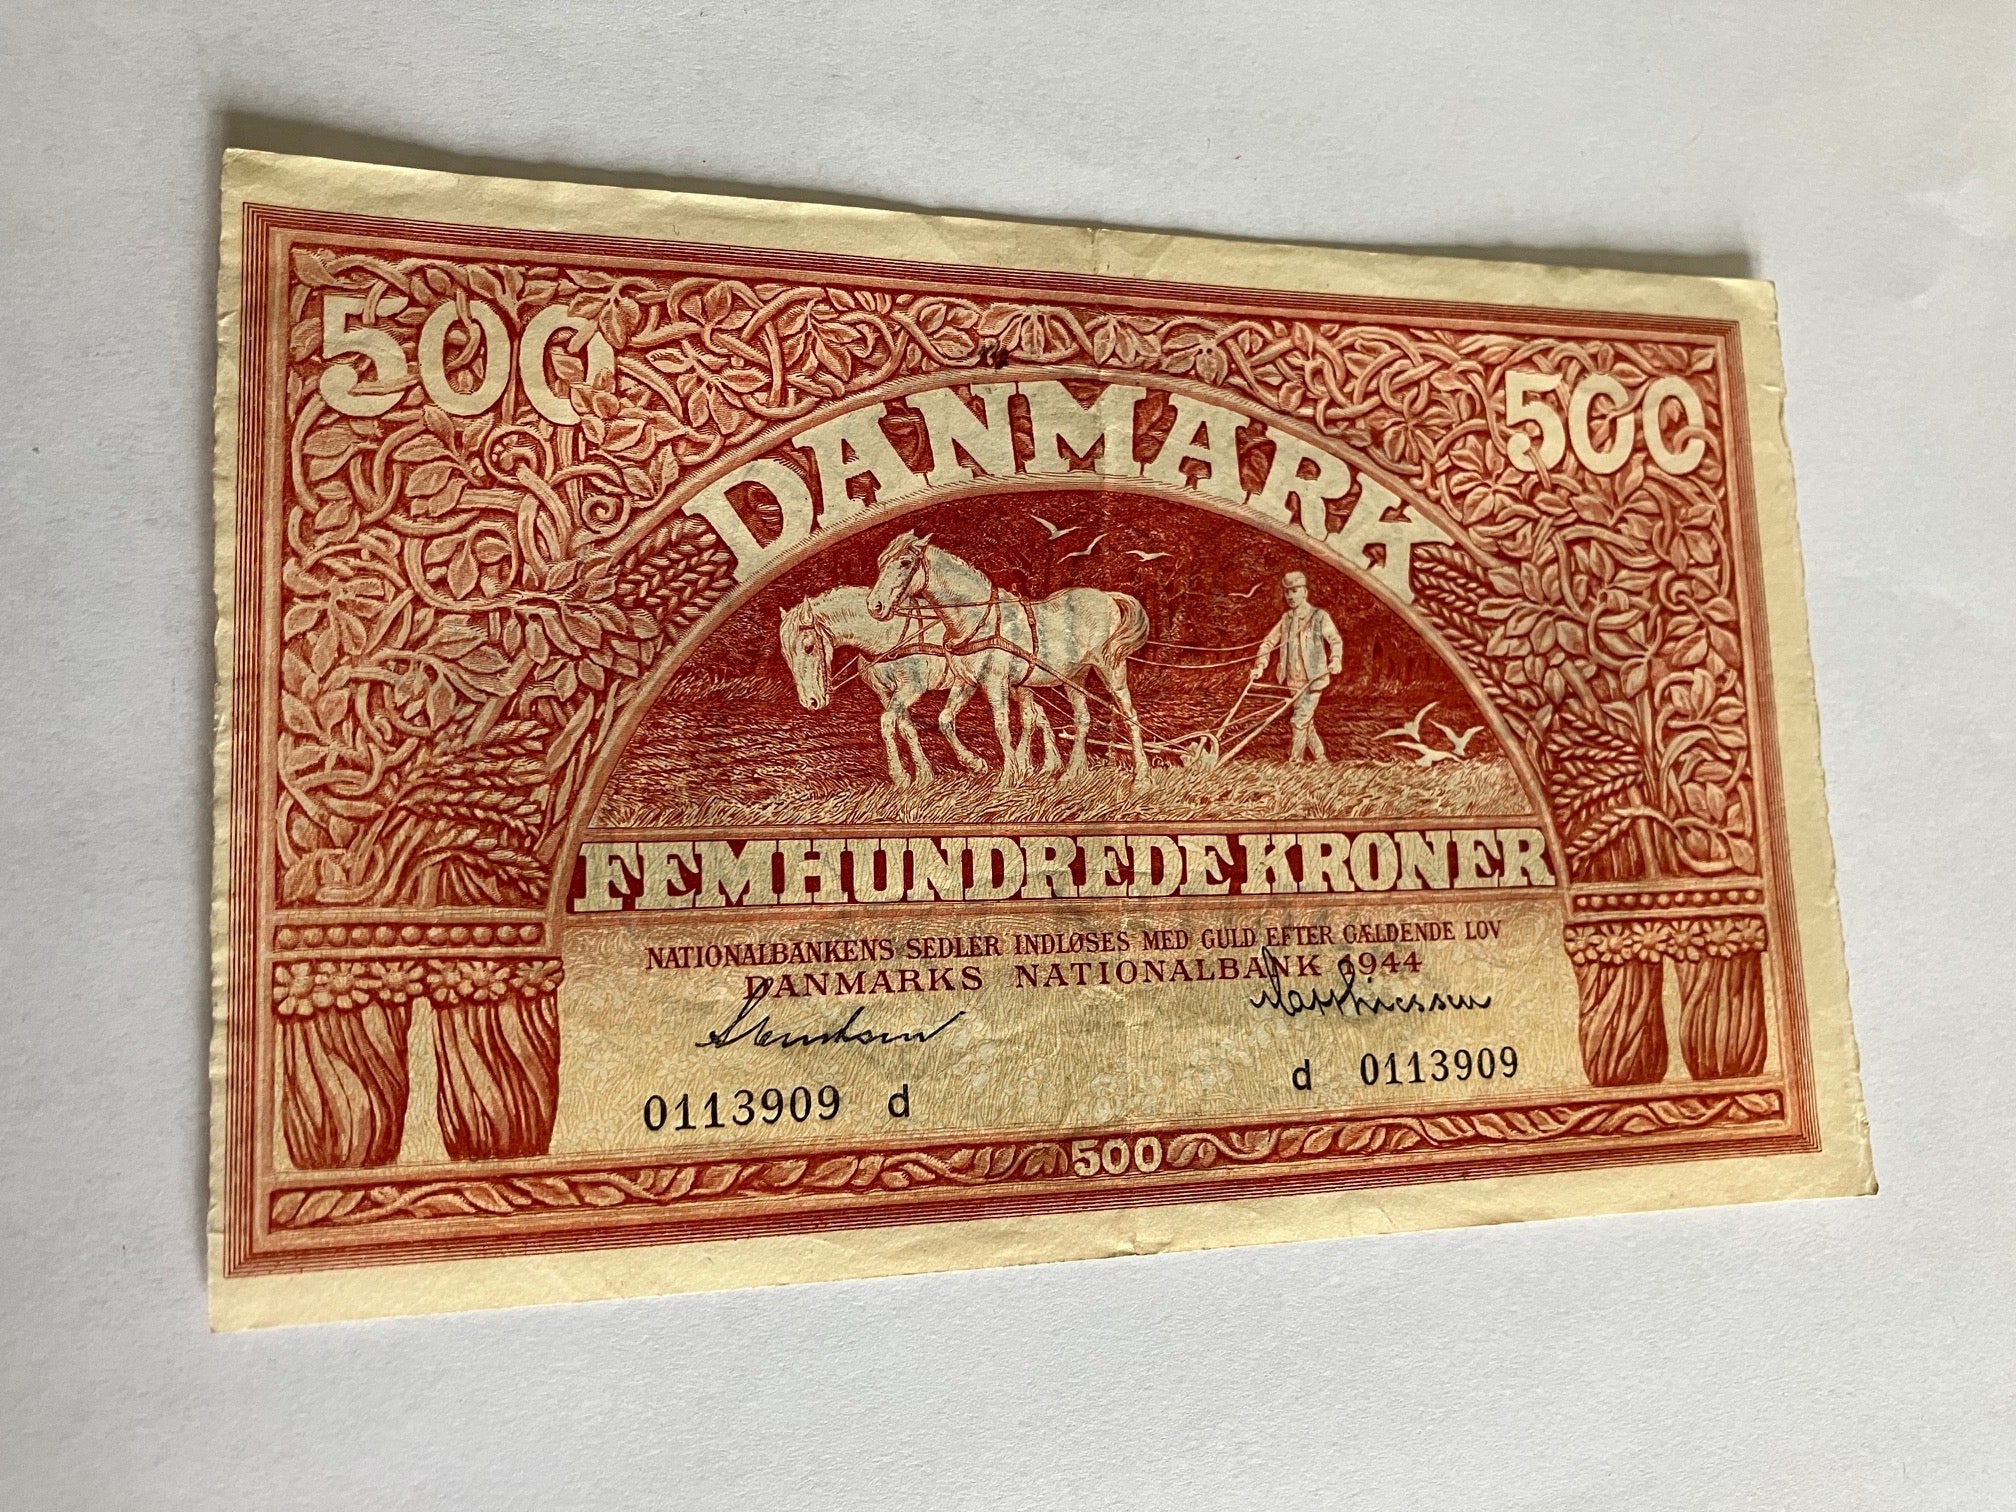 500 500
DANMARK
FEMHUNDREDE KRONER
NATIONALBANKENS SEDLER INDLØSES MED GULD EFTER GÆLDENDE LOV
DANMARKS NATIONALBANK 1944
Svendsen
0113909 d d 0113909
500